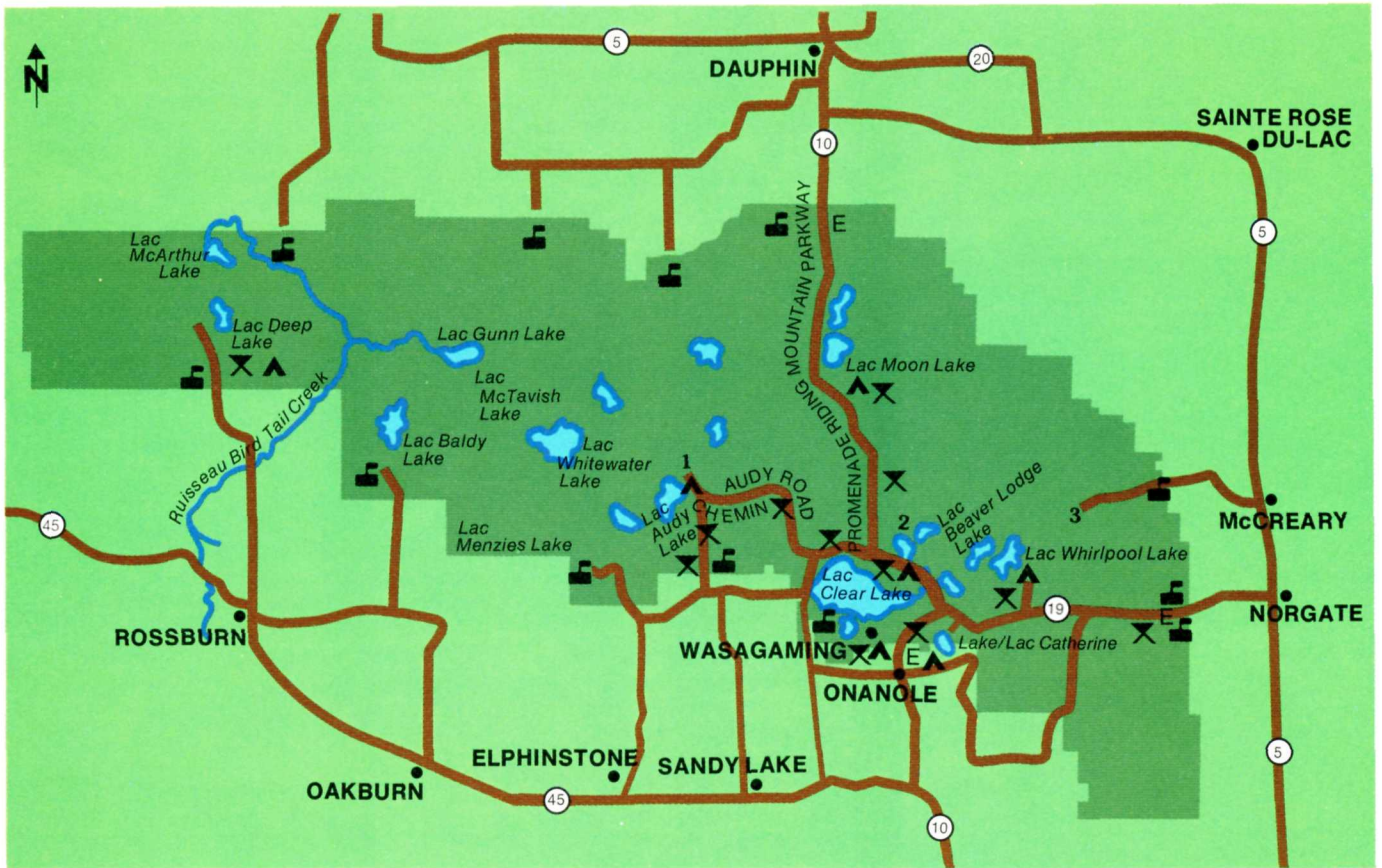 N
5
DAUPHIN
20
SAINTE ROSE
DU-LAC
10
5
E
Lac
McArthur
Lake
Lac Deep
Lake
Lac Gunn Lake
Lac
McTavish
Lake
Lac Baldy
Lake
Lac
Whitewater
Lake
Lac
Menzies Lake
Ruisseau Bird Tail Creek
PROMENADE RIDING MOUNTAIN PARKWAY
Lac Moon Lake
1
AUDY ROAD
CHEMIN
Lac
Audy
Lake
2
Lac
Beaver Lodge
Lake
3
McCREARY
Lac Whirlpool Lake
Lac
Clear Lake
19
E
NORGATE
45
ROSSBURN
WASAGAMING
E
Lake/Lac Catherine
ONANOLE
ELPHINSTONE
SANDY LAKE
OAKBURN
45
10
5